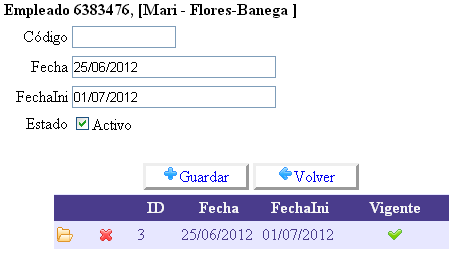 Empleado 6383476, [Mari - Flores-Banega ]
Código
Fecha 25/06/2012
FechaIni 01/07/2012
Estado Activo
Guardar Volver
ID Fecha FechaIni Vigente
3 25/06/2012 01/07/2012